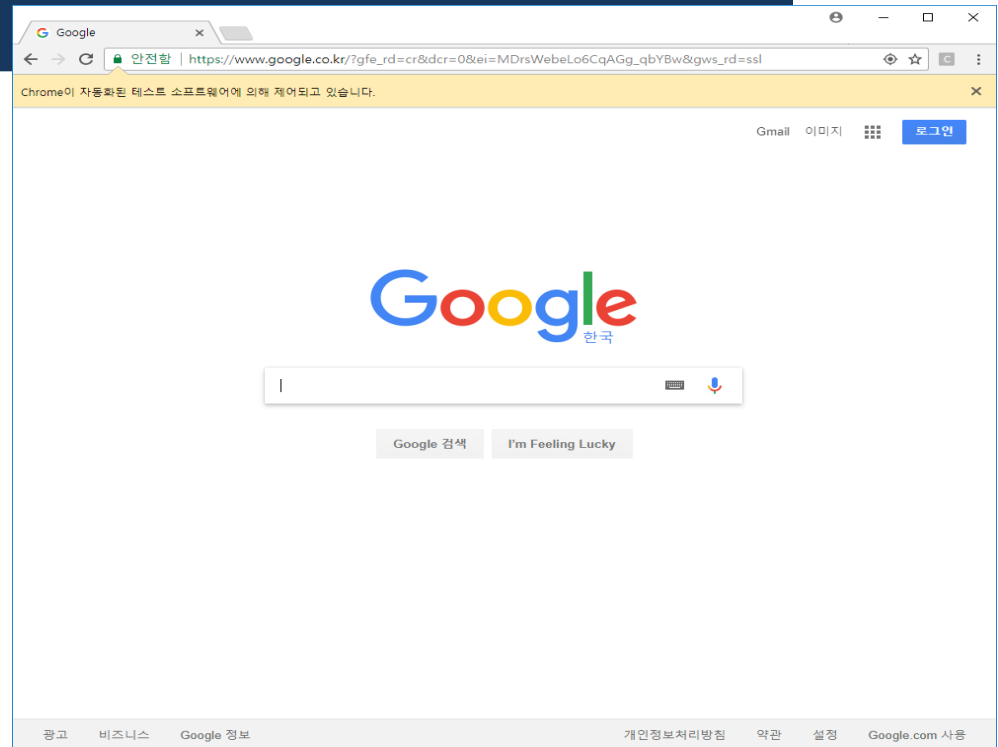 Google
안전함 | https://www.google.co.kr/?gfe_rd=cr&dcr=0&ei=MDrsWebeLo6CqAGg_qbYBw&gws_rd=ssl
Chrome이 자동화된 테스트 소프트웨어에 의해 제어되고 있습니다.
Gmail 이미지 로그인
Google
한국
Google 검색 I'm Feeling Lucky
광고 비즈니스 Google 정보 개인정보처리방침 약관 설정 Google.com 사용